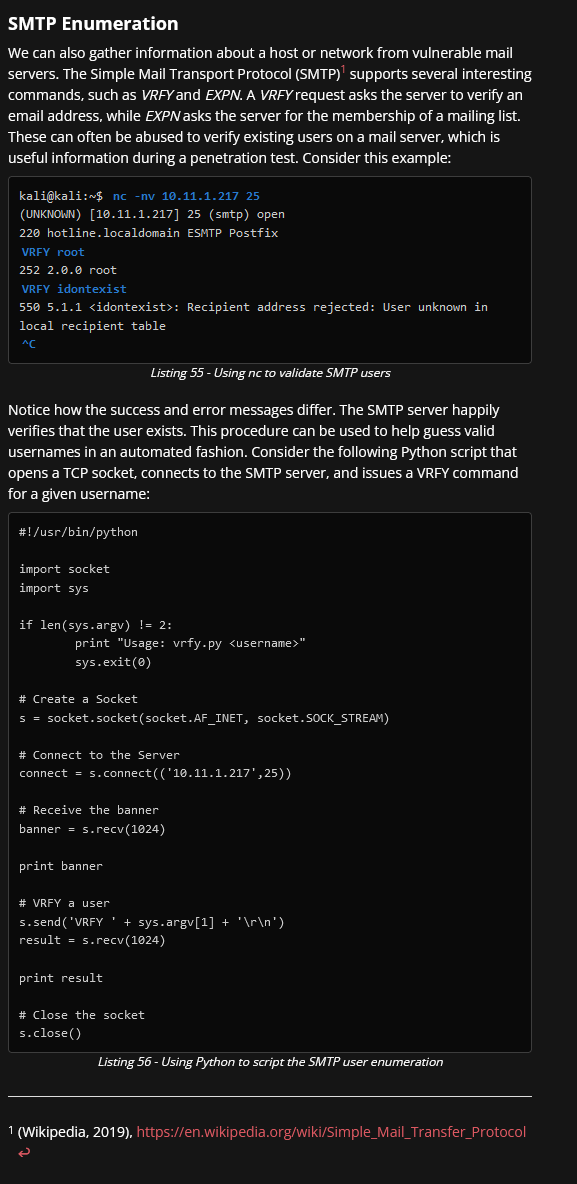 SMTP Enumeration
We can also gather information about a host or network from vulnerable mail
servers. The Simple Mail Transport Protocol (SMTP)1 supports several interesting
commands, such as VRFY and EXPN. A VRFY request asks the server to verify an
email address, while EXPN asks the server for the membership of a mailing list.
These can often be abused to verify existing users on a mail server, which is
useful information during a penetration test. Consider this example:
kali@kali:~$ nc -nv 10.11.1.217 25
(UNKNOWN) [10.11.1.217] 25 (smtp) open
220 hotline.localdomain ESMTP Postfix
VRFY root
252 2.0.0 root
VRFY idontexist
550 5.1.1 <idontexist>: Recipient address rejected: User unknown in
local recipient table
^C
Listing 55 - Using nc to validate SMTP users
Notice how the success and error messages differ. The SMTP server happily
verifies that the user exists. This procedure can be used to help guess valid
usernames in an automated fashion. Consider the following Python script that
opens a TCP socket, connects to the SMTP server, and issues a VRFY command
for a given username:
#!/usr/bin/python
import socket
import sys
if len(sys.argv) != 2:
        print "Usage: vrfy.py <username>"
        sys.exit(0)
# Create a Socket
s = socket.socket(socket.AF_INET, socket.SOCK_STREAM)
# Connect to the Server
connect = s.connect(('10.11.1.217',25))
# Receive the banner
banner = s.recv(1024)
print banner
# VRFY a user
s.send('VRFY ' + sys.argv[1] + '\r\n')
result = s.recv(1024)
print result
# Close the socket
s.close()
Listing 56 - Using Python to script the SMTP user enumeration
1 (Wikipedia, 2019), https://en.wikipedia.org/wiki/Simple_Mail_Transfer_Protocol
↩